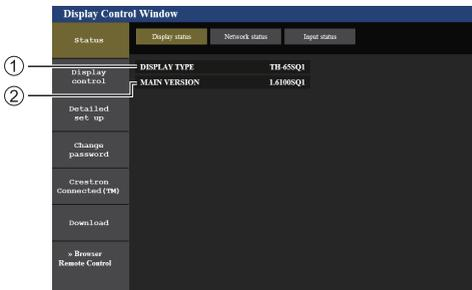 Display Control Window
Status
Display status
Network status
Input status
① DISPLAY TYPE TH-65SQ1
② MAIN VERSION 1.6100SQ1
Display
control
Detailed
set up
Change
password
Crestron
Connected(TM)
Download
» Browser
Remote Control